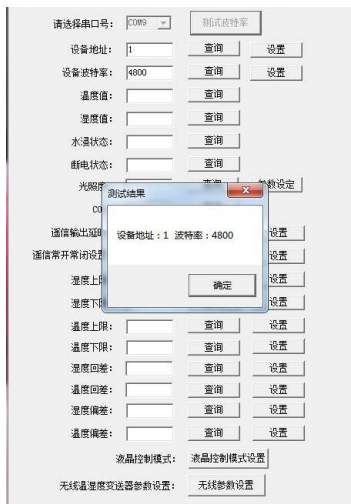 请选择串口号： COM9 测试波特率
设备地址： 1 查询 设置
设备波特率： 4800 查询 设置
温度值： 查询
湿度值： 查询
水浸状态： 查询
断电状态： 查询
光照度 查询 参数设定
测试结果
CO
设备地址：1 波特率：4800
遥信输出延时 设置
遥信常开常闭设置 设置
确定
湿度上限 设置
湿度下限 设置
温度上限： 查询 设置
温度下限： 查询 设置
湿度回差： 查询 设置
温度回差： 查询 设置
湿度偏差： 查询 设置
温度偏差： 查询 设置
液晶控制模式： 液晶控制模式设置
无线温湿度变送器参数设置： 无线参数设置